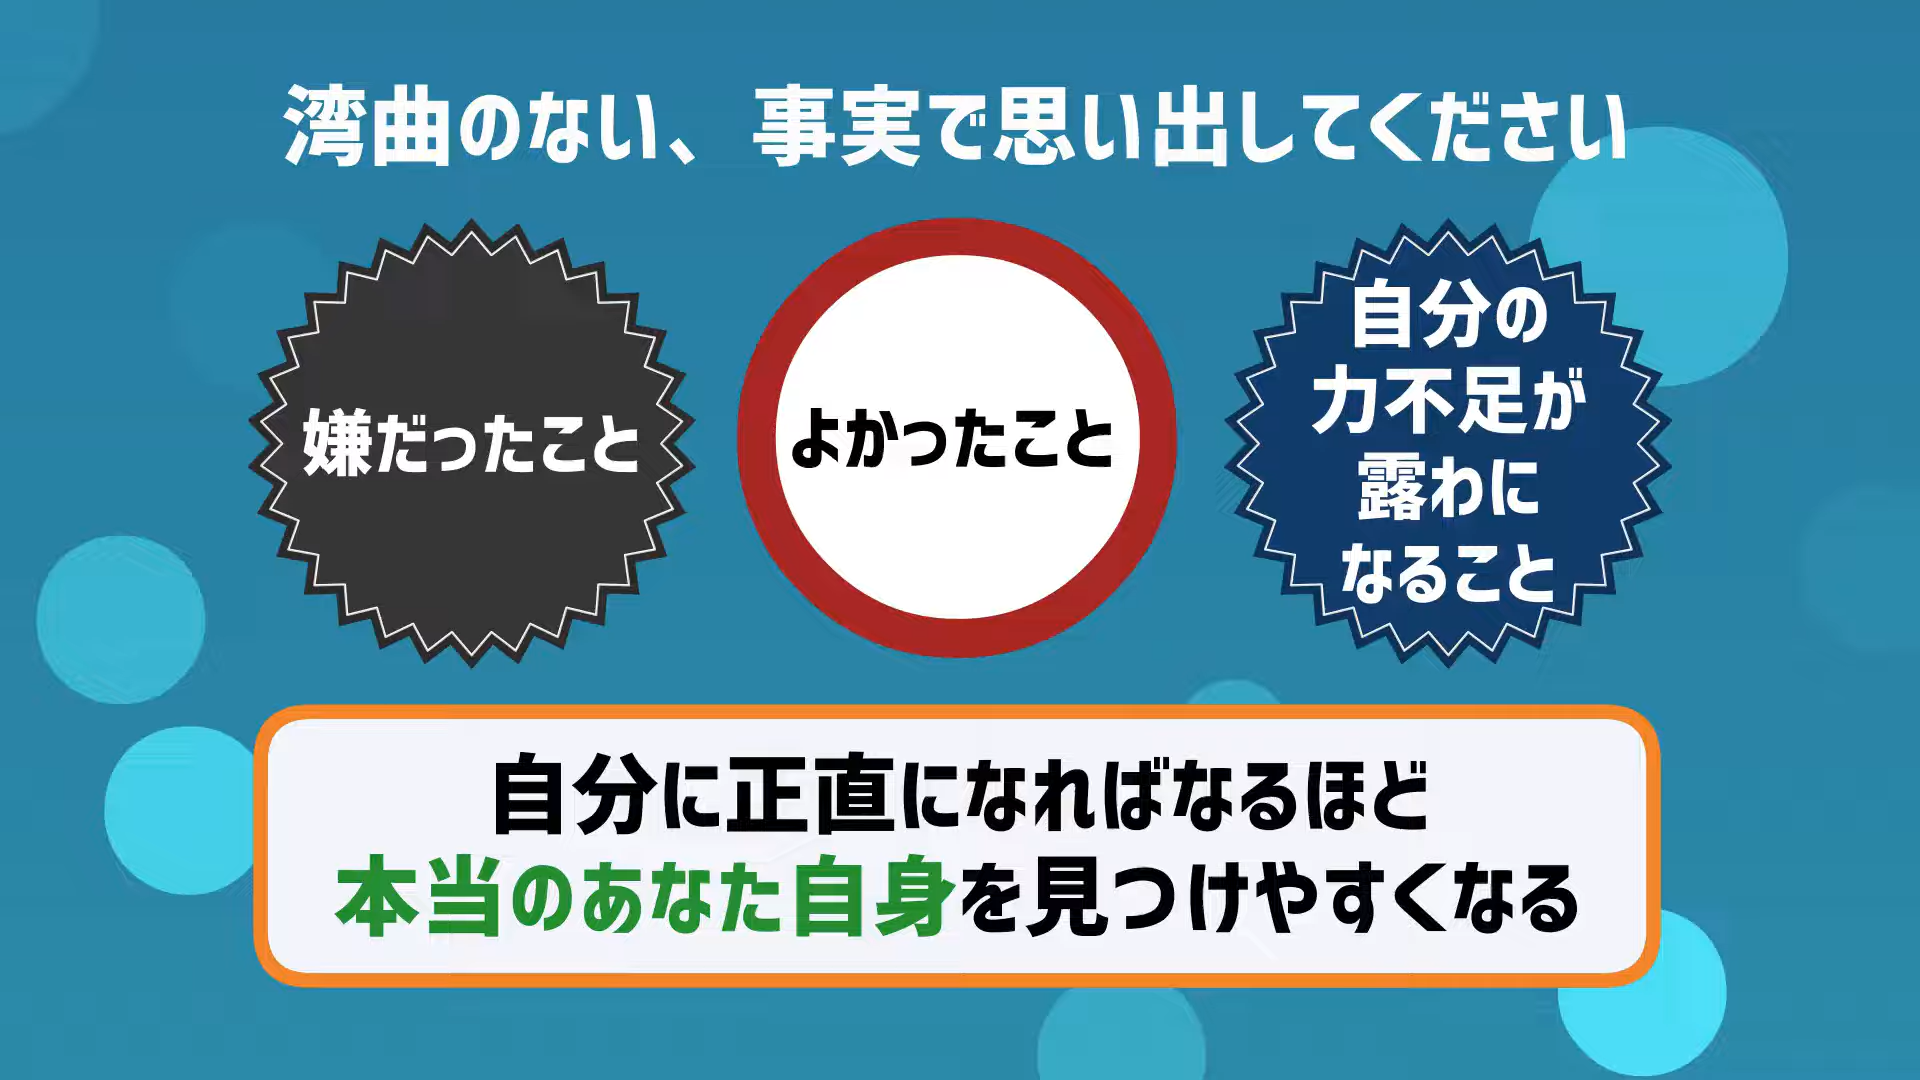 湾曲のない、事実で思い出してください
嫌だったこと
よかったこと
自分の
力不足が
露わに
なること
自分に正直になればなるほど
本当のあなた自身を見つけやすくなる